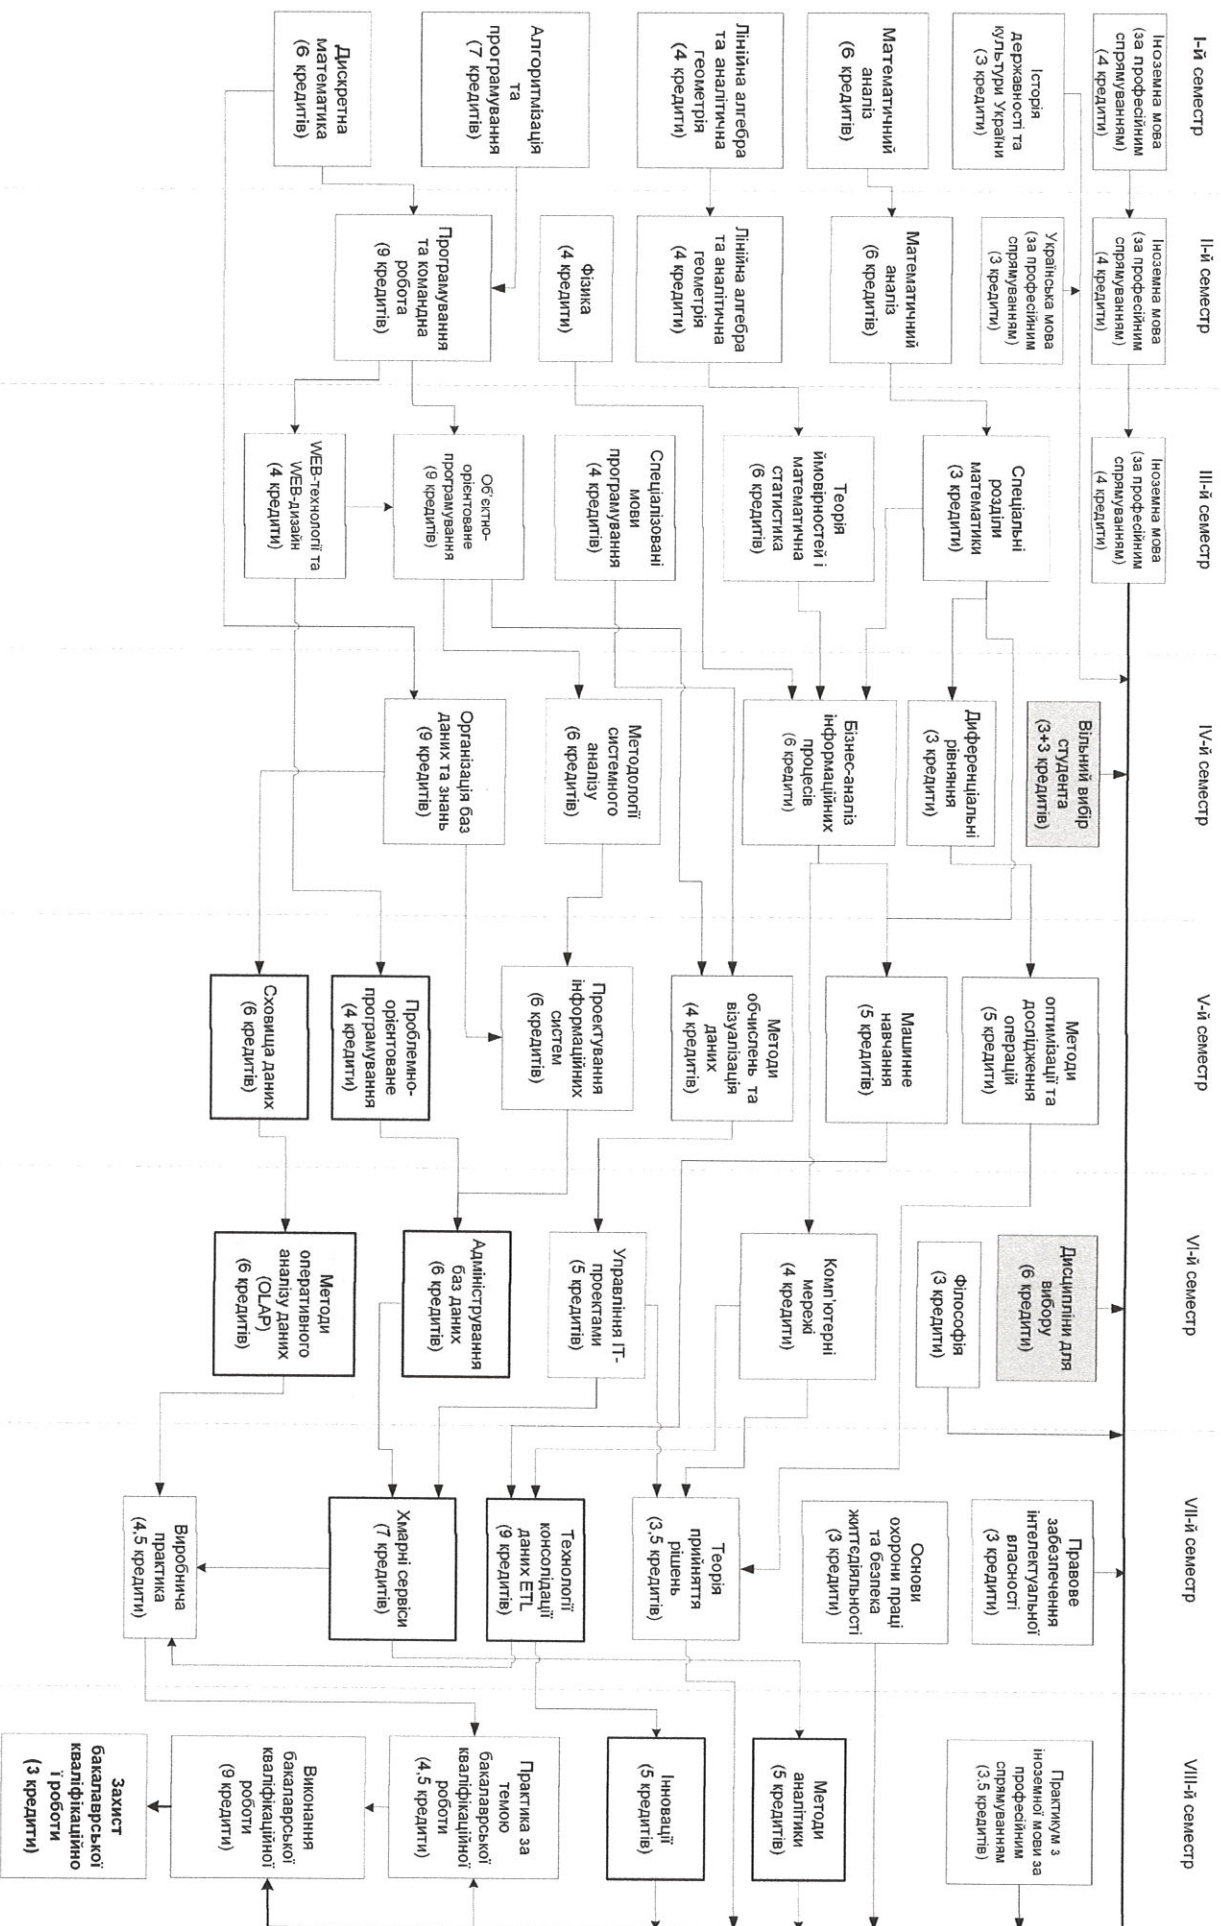 I-й семестр
Іноземна мова
(за професійним
спрямуванням)
(4 кредити)
Історія
державності та
культури України
(3 кредити)
Математичний
аналіз
(6 кредитів)
Лінійна алгебра
та аналітична
геометрія
(4 кредити)
Алгоритмізація
та
програмування
(7 кредитів)
Дискретна
математика
(6 кредитів)
II-й семестр
Іноземна мова
(за професійним
спрямуванням)
(4 кредити)
Українська мова
(за професійним
спрямуванням)
(3 кредити)
Математичний
аналіз
(6 кредитів)
Лінійна алгебра
та аналітична
геометрія
(4 кредити)
Фізика
(4 кредити)
Програмування
та командна
робота
(9 кредитів)
III-й семестр
Іноземна мова
(за професійним
спрямуванням)
(4 кредити)
Спеціальні
розділи
математики
(3 кредити)
Теорія
ймовірностей і
математична
статистика
(6 кредитів)
Спеціалізовані
мови
програмування
(4 кредити)
Об'єктно-
орієнтоване
програмування
(9 кредитів)
WEB-технології та
WEB-дизайн
(4 кредити)
IV-й семестр
Вільний вибір
студента
(3+3 кредитів)
Диференціальні
рівняння
(3 кредити)
Бізнес-аналіз
інформаційних
процесів
(6 кредити)
Методології
системного
аналізу
(6 кредитів)
Організація баз
даних та знань
(9 кредитів)
V-й семестр
Методи
оптимізації та
дослідження
операцій
(5 кредитів)
Машинне
навчання
(5 кредитів)
Методи
обчислень та
візуалізація
даних
(4 кредитів)
Проектування
інформаційних
систем
(6 кредитів)
Проблемно-
орієнтоване
програмування
(4 кредити)
Сховища даних
(6 кредитів)
VI-й семестр
Дисципліни для
вибору
(6 кредитів)
Філософія
(3 кредити)
Комп'ютерні
мережі
(4 кредити)
Управління ІТ-
проектами
(5 кредитів)
Адміністрування
баз даних
(6 кредитів)
Методи
оперативного
аналізу даних
(OLAP)
(6 кредитів)
VII-й семестр
Правове
забезпечення
інтелектуальної
власності
(3 кредити)
Основи
охорони праці
та безпека
життєдіяльності
(3 кредити)
Теорія
прийняття
рішень
(3,5 кредитів)
Технології
консолідації
даних ETL
(9 кредитів)
Хмарні сервіси
(7 кредитів)
Виробнича
практика
(4,5 кредити)
VIII-й семестр
Практикум з
іноземної мови за
професійним
спрямуванням
(3,5 кредитів)
Методи
аналітики
(5 кредитів)
Інновації
(5 кредитів)
Практика за
темою
бакалаврської
кваліфікаційної
роботи
(4,5 кредити)
Виконання
бакалаврської
кваліфікаційної
роботи
(9 кредити)
Захист
бакалаврської
кваліфікаційно
ї роботи
(3 кредити)